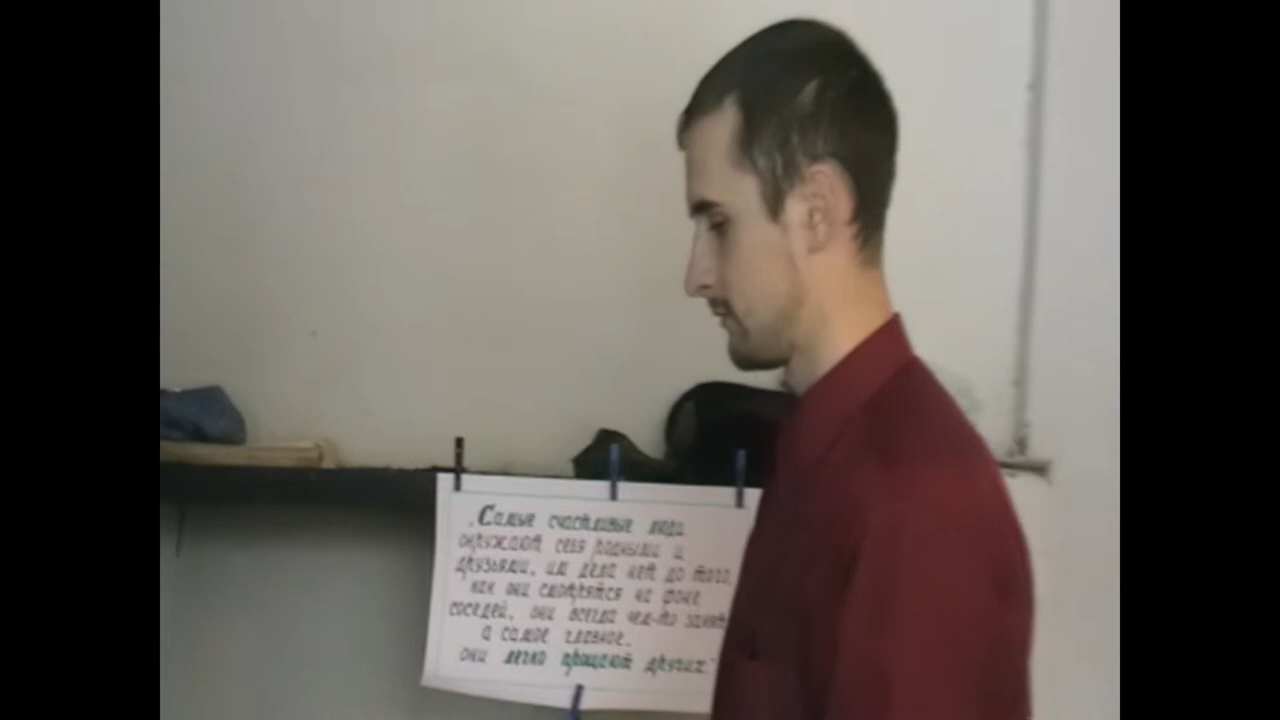 „Самые счастливые люди
окружают себя родными и
друзьями, им дела нет до того,
как они смотрятся на фоне
соседей, они всегда чем-то заняты
а самое главное,
они легко прощают других."